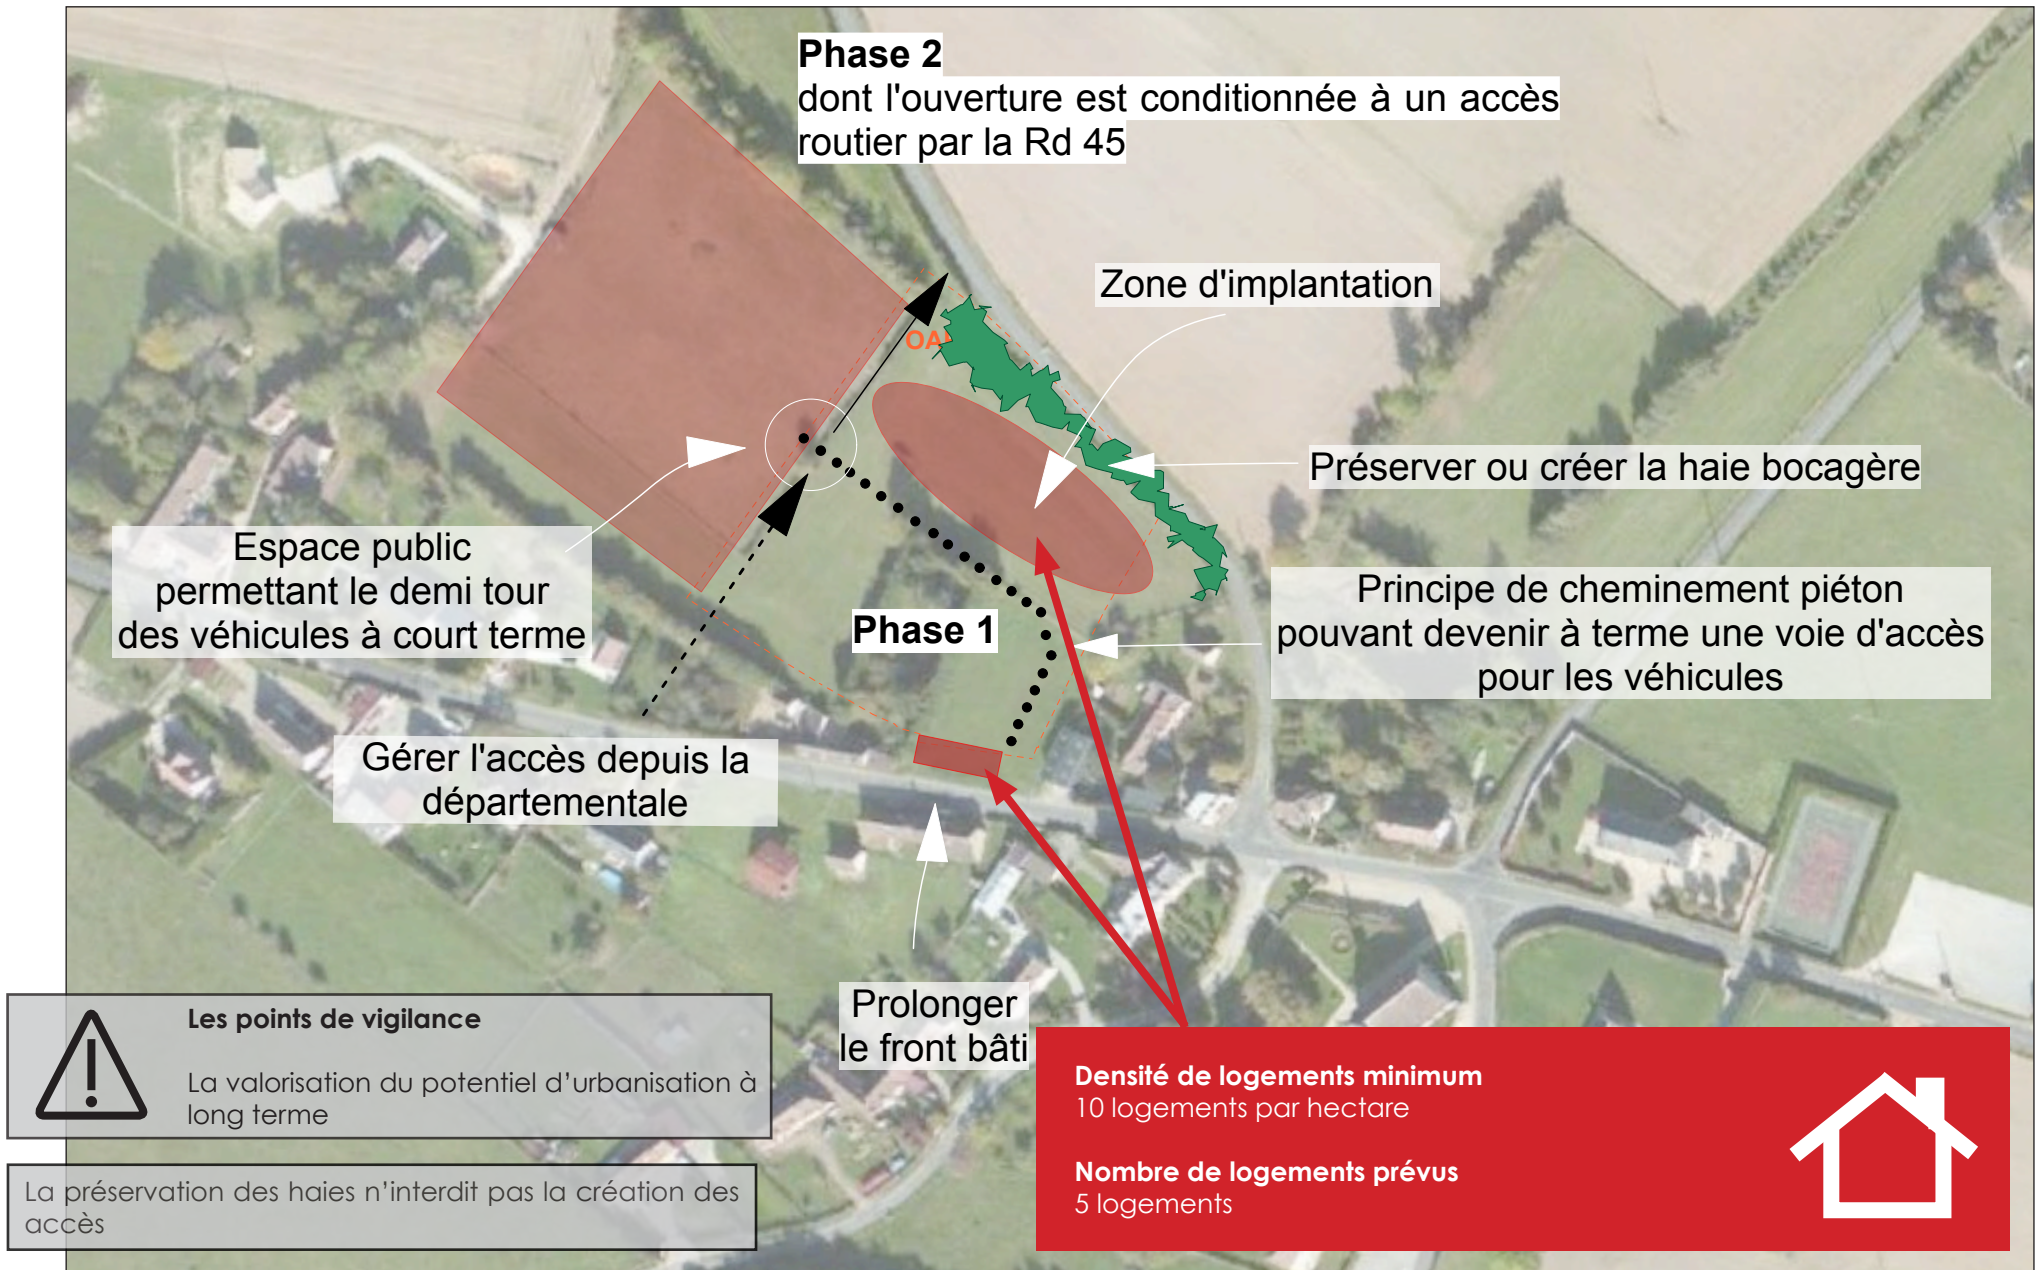 Phase 2
dont l'ouverture est conditionnée à un accès
routier par la Rd 45
Zone d'implantation
OA
Préserver ou créer la haie bocagère
Espace public
permettant le demi tour
des véhicules à court terme
Phase 1
Principe de cheminement piéton
pouvant devenir à terme une voie d'accès
pour les véhicules
Gérer l'accès depuis la
départementale
Prolonger
le front bâti
Les points de vigilance
La valorisation du potentiel d’urbanisation à
long terme
La préservation des haies n’interdit pas la création des
accès
Densité de logements minimum
10 logements par hectare
Nombre de logements prévus
5 logements